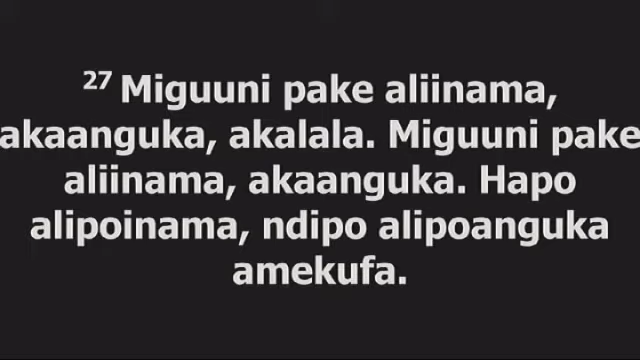 27 Miguuni pake aliinama,
akaanguka, akalala. Miguuni pake
aliinama, akaanguka. Hapo
alipoinama, ndipo alipoanguka
amekufa.